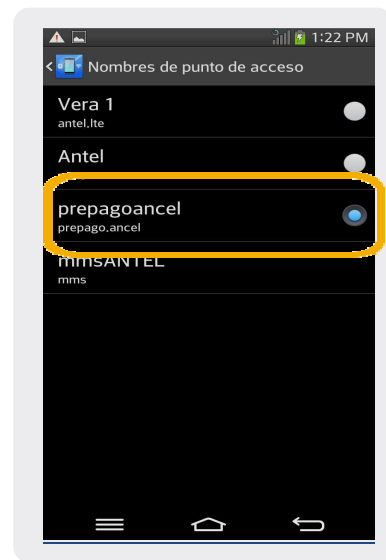 1:22 PM
Nombres de punto de acceso
Vera 1
antel.lte
Antel
prepagoancel
prepago.ancel
mmsANTEL
mms